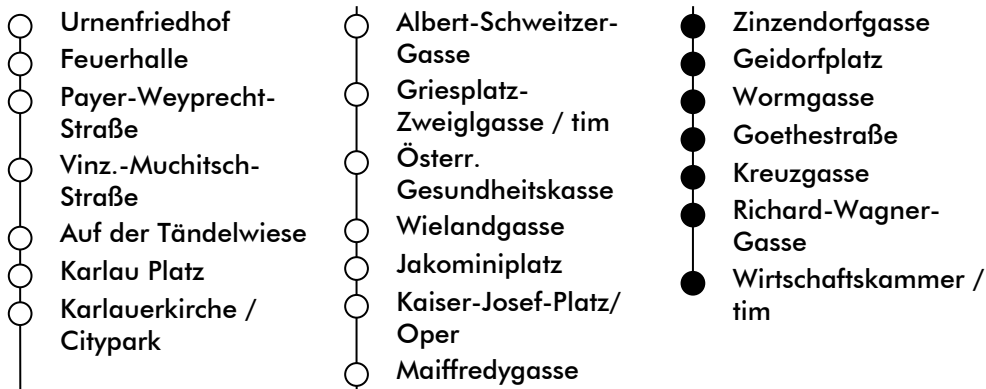 Urnenfriedhof
Feuerhalle
Payer-Weyprecht-
Straße
Vinz.-Muchitsch-
Straße
Auf der Tändelwiese
Karlau Platz
Karlauerkirche /
Citypark
Albert-Schweitzer-
Gasse
Griesplatz-
Zweiglgasse / tim
Österr.
Gesundheitskasse
Wielandgasse
Jakominiplatz
Kaiser-Josef-Platz/
Oper
Maiffredygasse
Zinzendorfgasse
Geidorfplatz
Wormgasse
Goethestraße
Kreuzgasse
Richard-Wagner-
Gasse
Wirtschaftskammer /
tim